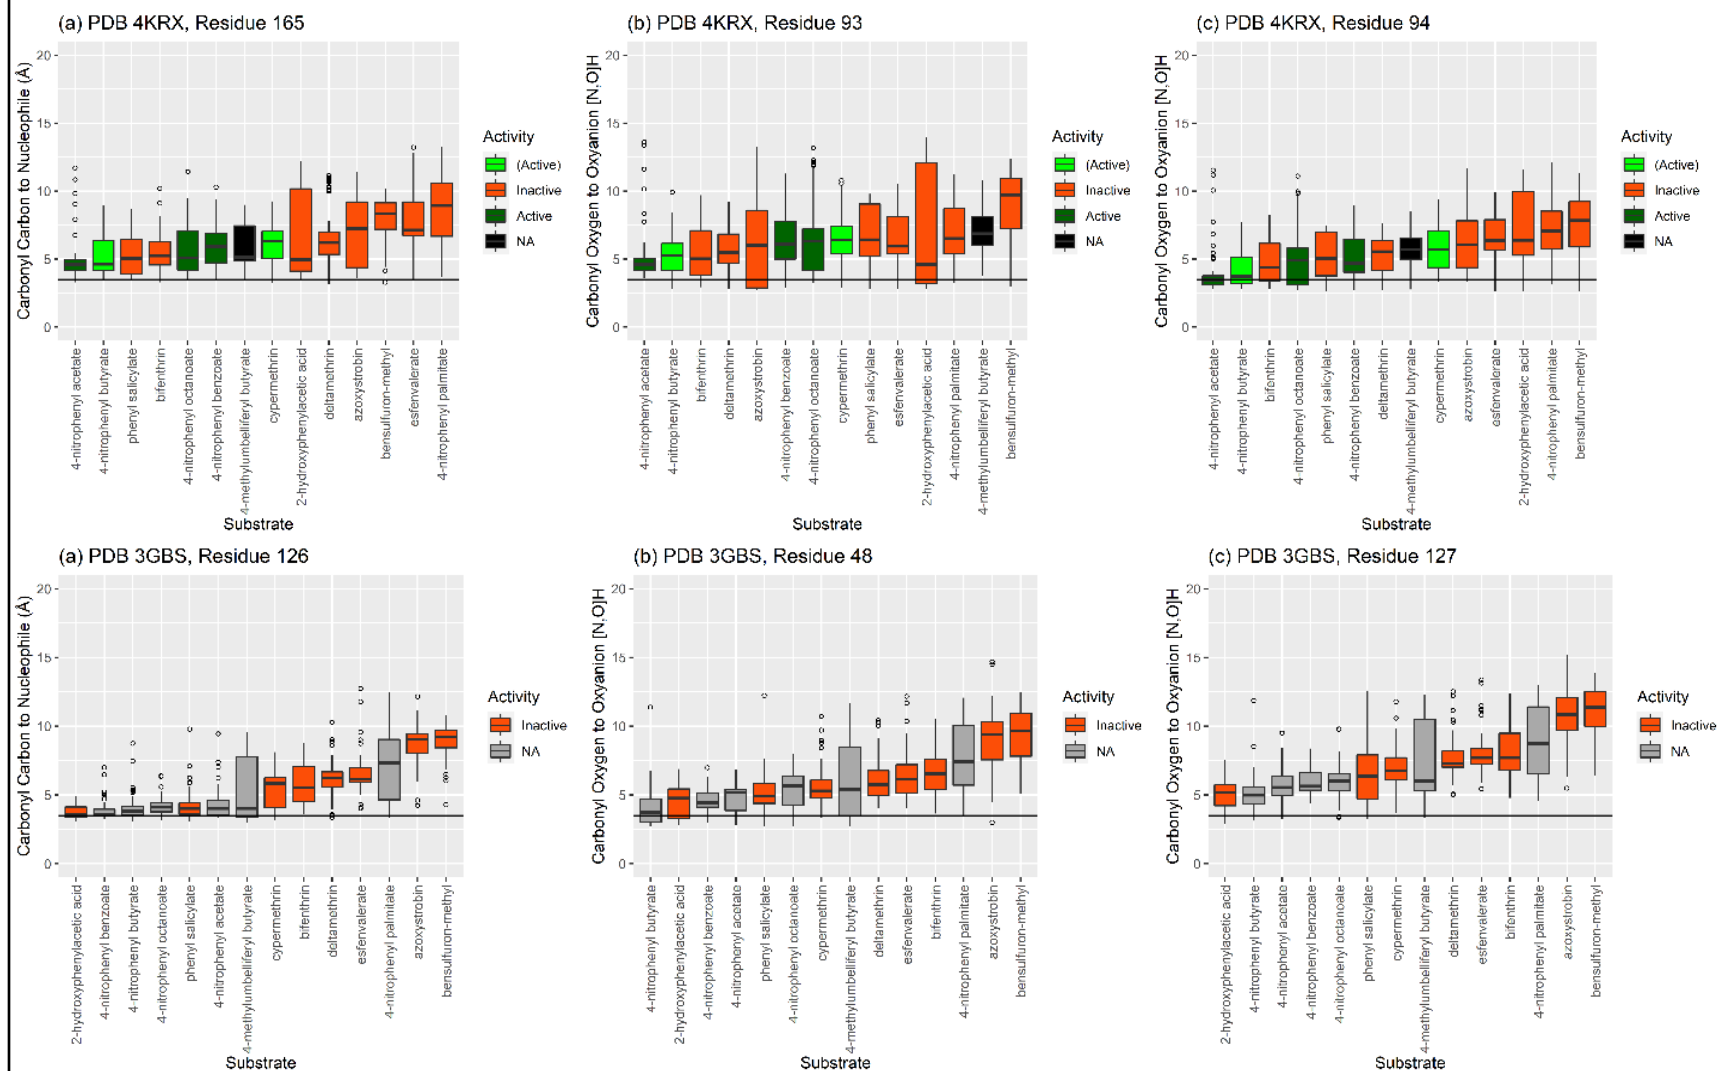 (a) PDB 4KRX, Residue 165
Carbonyl Carbon to Nucleophile (Å)
20
15
10
5
0
4-nitrophenyl acetate
4-nitrophenyl butyrate
phenyl salicylate
bifenthrin
4-nitrophenyl octanoate
4-nitrophenyl benzoate
4-methylumbelliferyl butyrate
cypermethrin
2-hydroxyphenylacetic acid
deltamethrin
azoxystrobin
bensulfuron-methyl
esfenvalerate
4-nitrophenyl palmitate
Substrate
Activity
(Active)
Inactive
Active
NA
(b) PDB 4KRX, Residue 93
Carbonyl Oxygen to Oxyanion [N,O]H
20
15
10
5
0
4-nitrophenyl acetate
4-nitrophenyl butyrate
bifenthrin
deltamethrin
azoxystrobin
4-nitrophenyl benzoate
4-nitrophenyl octanoate
cypermethrin
phenyl salicylate
esfenvalerate
2-hydroxyphenylacetic acid
4-nitrophenyl palmitate
4-methylumbelliferyl butyrate
bensulfuron-methyl
Substrate
Activity
(Active)
Inactive
Active
NA
(c) PDB 4KRX, Residue 94
Carbonyl Oxygen to Oxyanion [N,O]H
20
15
10
5
0
4-nitrophenyl acetate
4-nitrophenyl butyrate
bifenthrin
4-nitrophenyl octanoate
phenyl salicylate
4-nitrophenyl benzoate
deltamethrin
4-methylumbelliferyl butyrate
cypermethrin
azoxystrobin
esfenvalerate
2-hydroxyphenylacetic acid
4-nitrophenyl palmitate
bensulfuron-methyl
Substrate
Activity
(Active)
Inactive
Active
NA
(a) PDB 3GBS, Residue 126
Carbonyl Carbon to Nucleophile (Å)
20
15
10
5
0
2-hydroxyphenylacetic acid
4-nitrophenyl benzoate
4-nitrophenyl butyrate
4-nitrophenyl octanoate
phenyl salicylate
4-nitrophenyl acetate
4-methylumbelliferyl butyrate
cypermethrin
bifenthrin
deltamethrin
esfenvalerate
4-nitrophenyl palmitate
azoxystrobin
bensulfuron-methyl
Substrate
Activity
Inactive
NA
(b) PDB 3GBS, Residue 48
Carbonyl Oxygen to Oxyanion [N,O]H
20
15
10
5
0
4-nitrophenyl butyrate
2-hydroxyphenylacetic acid
4-nitrophenyl benzoate
4-nitrophenyl acetate
phenyl salicylate
4-nitrophenyl octanoate
cypermethrin
4-methylumbelliferyl butyrate
deltamethrin
esfenvalerate
bifenthrin
4-nitrophenyl palmitate
azoxystrobin
bensulfuron-methyl
Substrate
Activity
Inactive
NA
(c) PDB 3GBS, Residue 127
Carbonyl Oxygen to Oxyanion [N,O]H
20
15
10
5
0
2-hydroxyphenylacetic acid
4-nitrophenyl butyrate
4-nitrophenyl acetate
4-nitrophenyl benzoate
4-nitrophenyl octanoate
phenyl salicylate
cypermethrin
4-methylumbelliferyl butyrate
deltamethrin
esfenvalerate
bifenthrin
4-nitrophenyl palmitate
azoxystrobin
bensulfuron-methyl
Substrate
Activity
Inactive
NA